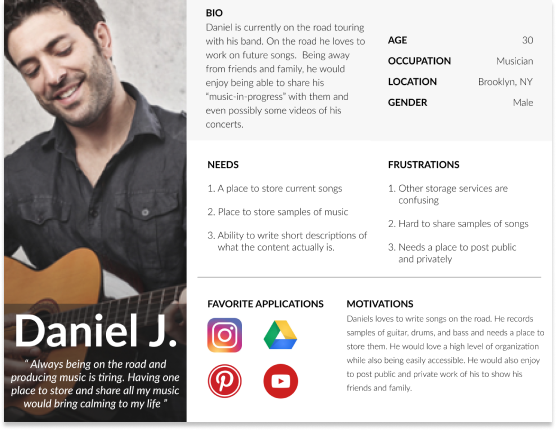 BIO
Daniel is currently on the road touring
with his band. On the road he loves to
work on future songs. Being away
from friends and family, he would
enjoy being able to share his
"music-in-progress" with them and
even possibly some videos of his
concerts.
AGE 30
OCCUPATION Musician
LOCATION Brooklyn, NY
GENDER Male
NEEDS
1. A place to store current songs
2. Place to store samples of music
3. Ability to write short descriptions of
what the content actually is.
FRUSTRATIONS
1. Other storage services are
confusing
2. Hard to share samples of songs
3. Needs a place to post public
and privately
Daniel J.
" Always being on the road and
producing music is tiring. Having one
place to store and share all my music
would bring calming to my life "
FAVORITE APPLICATIONS
MOTIVATIONS
Daniels loves to write songs on the road. He records
samples of guitar, drums, and bass and needs a place to
store them. He would love a high level of organization
while also being easily accessible. He would also enjoy
to post public and private work of his to show his
friends and family.